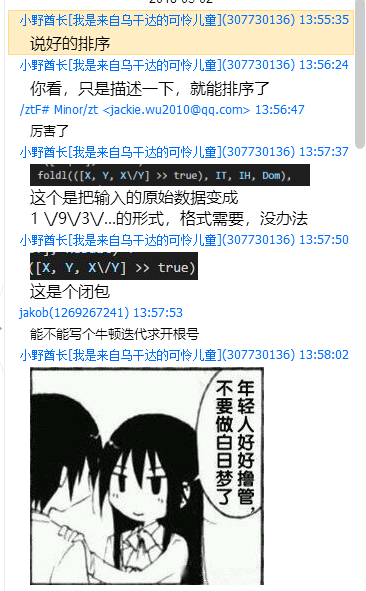 小野酋长[我是来自乌干达的可怜儿童](307730136) 13:55:35
说好的排序
小野酋长[我是来自乌干达的可怜儿童](307730136) 13:56:24
你看，只是描述一下，就能排序了
/ztF# Minor/zt <jackie.wu2010@qq.com> 13:56:47
厉害了
小野酋长[我是来自乌干达的可怜儿童](307730136) 13:57:37
foldl(([X, Y, X\/Y] >> true), IT, IH, Dom),
这个是把输入的原始数据变成
1 \/9\/3\/...的形式，格式需要，没办法
小野酋长[我是来自乌干达的可怜儿童](307730136) 13:57:50
([X, Y, X\/Y] >> true)
这是个闭包
jakob(1269267241) 13:57:53
能不能写个牛顿迭代求开根号
小野酋长[我是来自乌干达的可怜儿童](307730136) 13:58:02
年轻人好好撸管，
不要做白日梦了